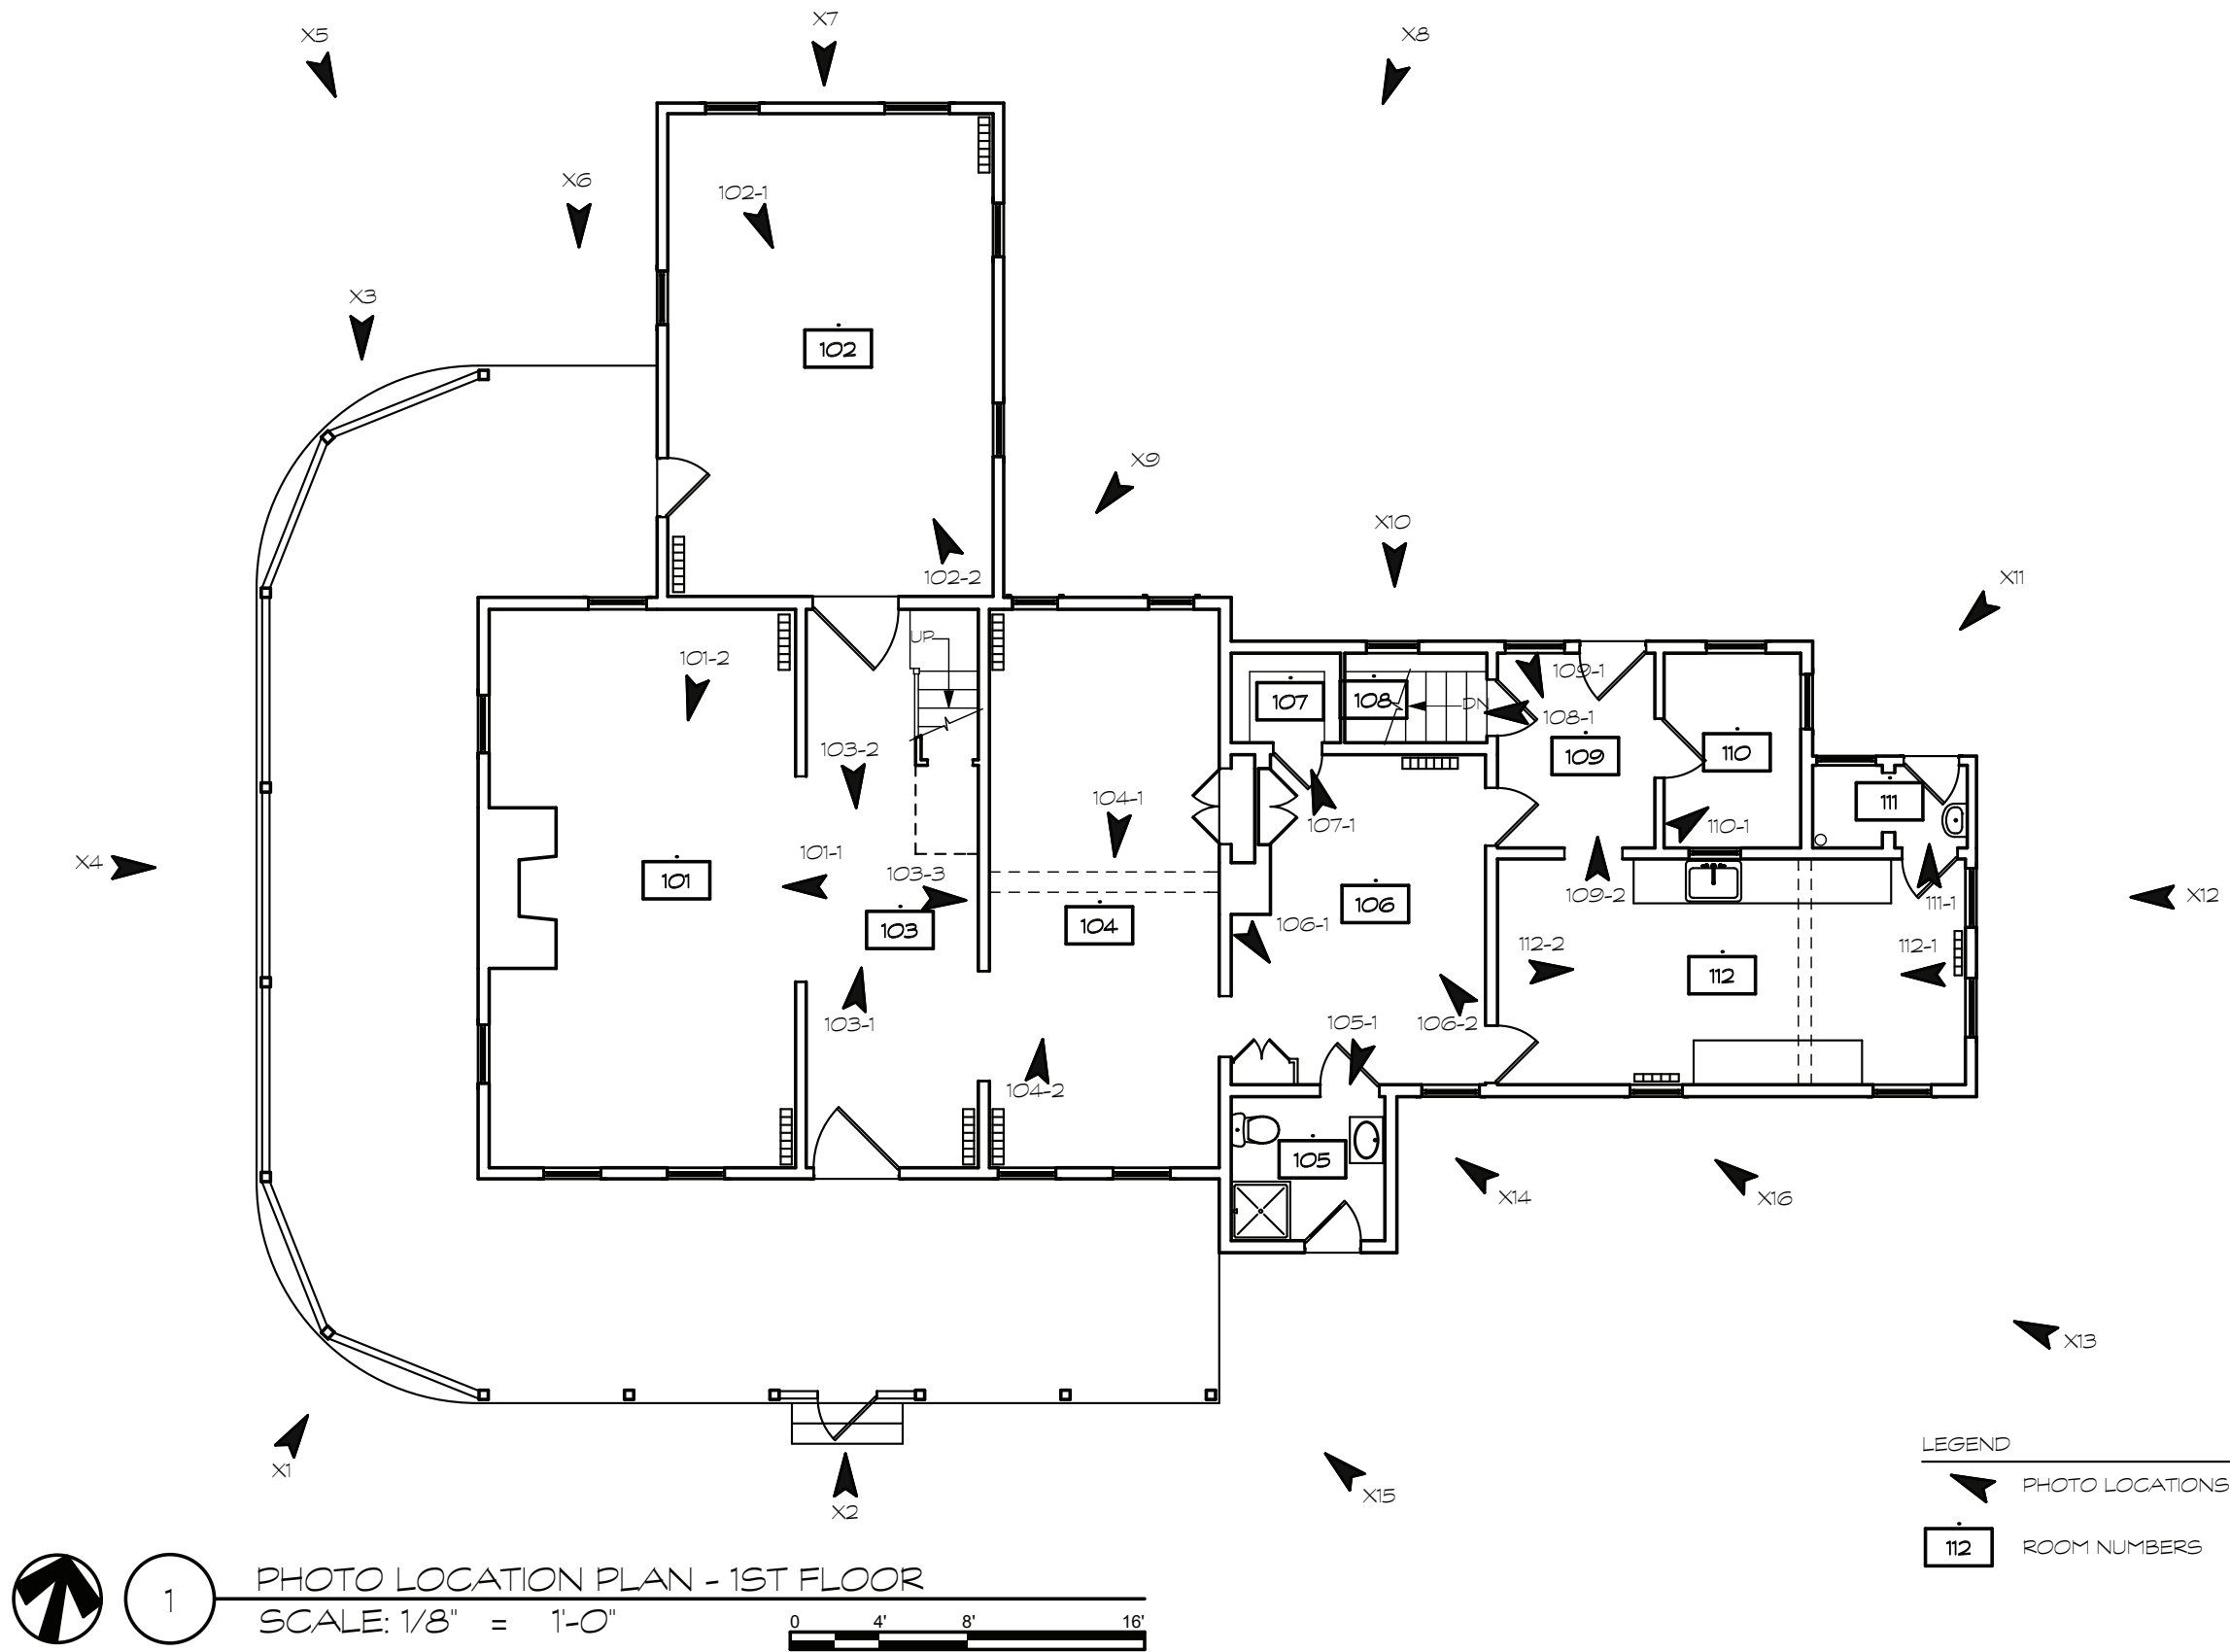 X7
X5
X8
X6
102-1
X3
102
X9
X10
102-2
X11
UP
101-2
109-1
107
108
DN
108-1
103-2
109
110
104-1
111
107-1
110-1
101-1
X4
103-3
101
106
109-2
111-1
X12
103
104
106-1
112-2
112-1
112
103-1
105-1
106-2
104-2
105
X14
X16
X13
X1
X2
X15
LEGEND
PHOTO LOCATIONS
112
ROOM NUMBERS
1
PHOTO LOCATION PLAN - 1ST FLOOR
SCALE: 1/8" = 1'-0"
0 4' 8' 16'